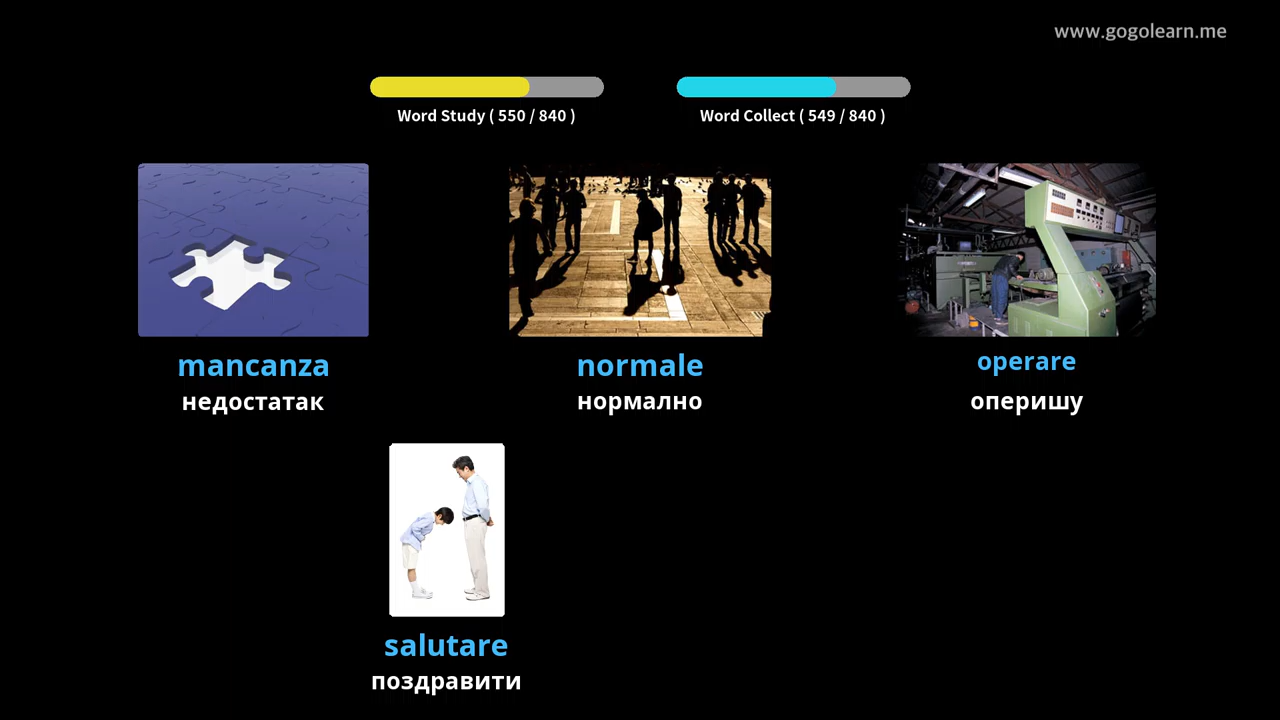 www.gogolearn.me
Word Study ( 550 / 840 )
Word Collect ( 549 / 840 )
mancanza
недостатак
normale
нормално
operare
оперишу
salutare
поздравити